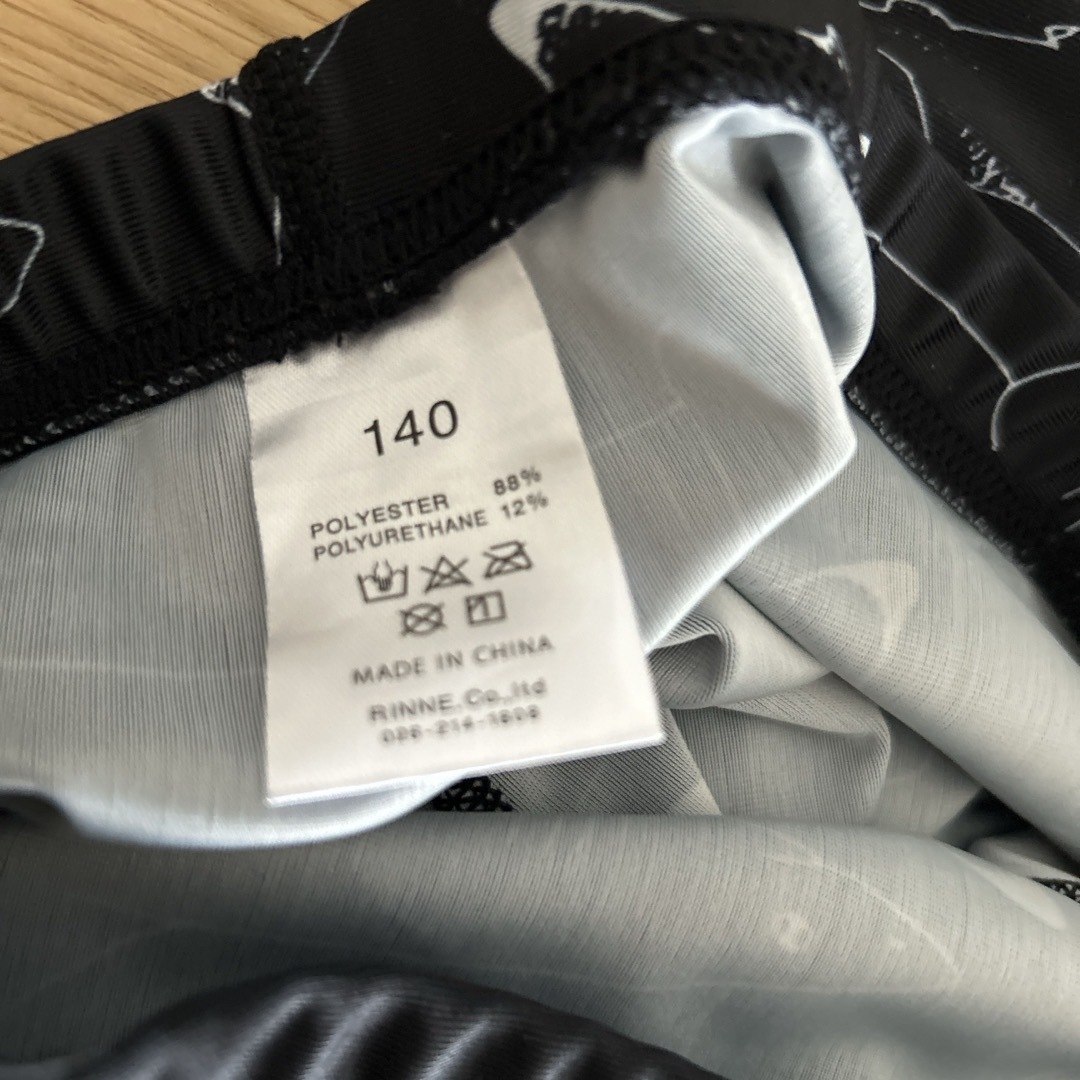 140
POLYESTER 88%
POLYURETHANE 12%
MADE IN CHINA
RINNE.Co.,ltd